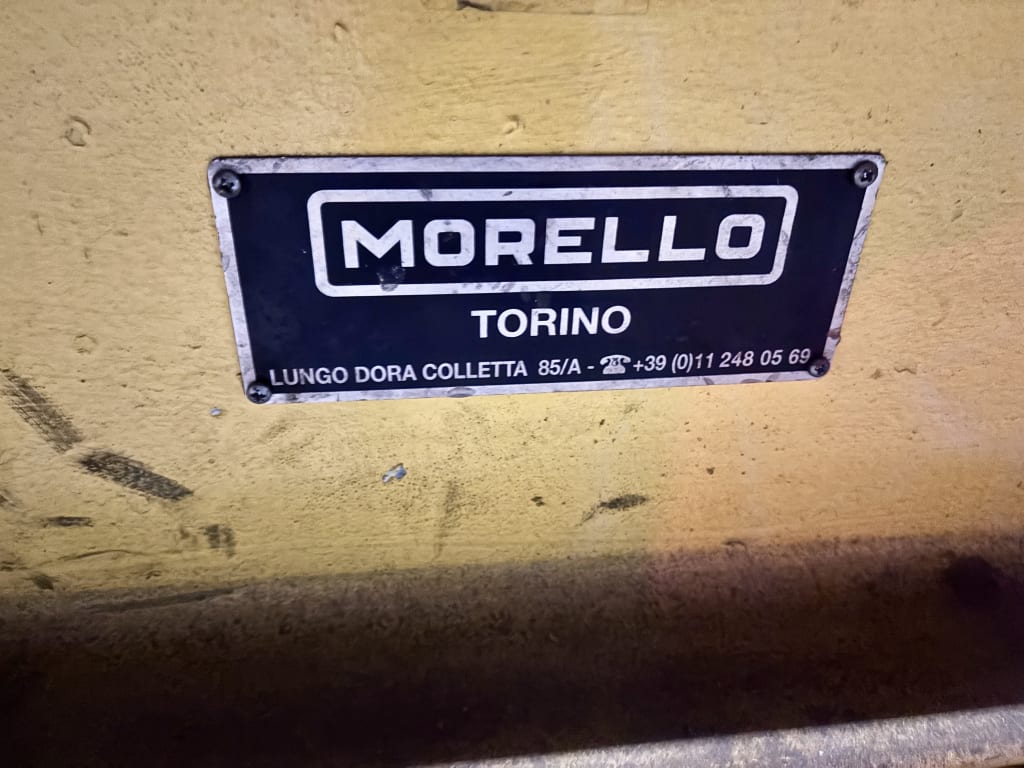 MORELLO
TORINO
LUNGO DORA COLLETTA 85/A - ☎ +39 (0)11 248 05 69